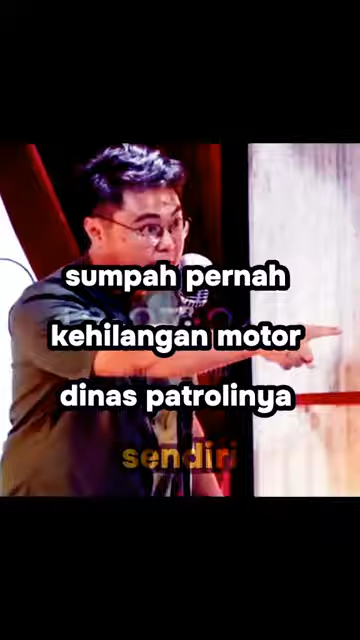 sumpah pernah
kehilangan motor
dinas patrolinya
sendiri